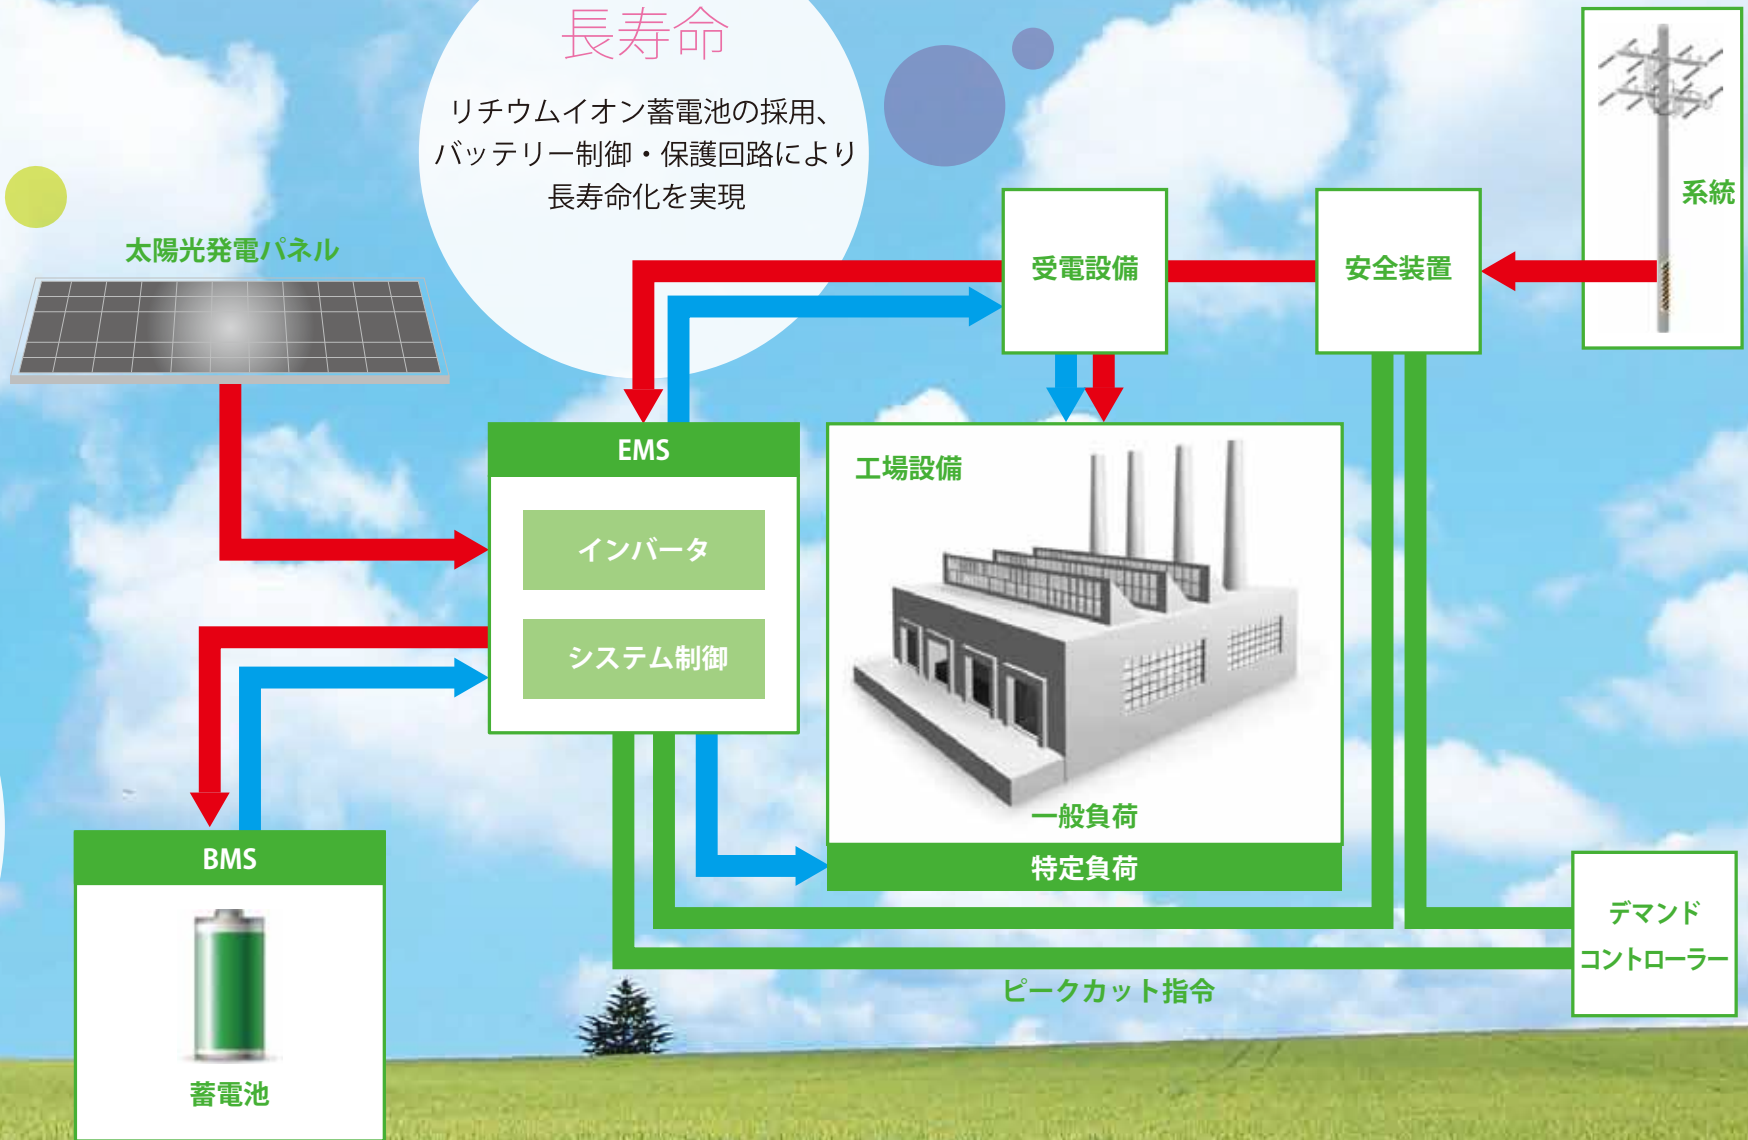 長寿命
リチウムイオン蓄電池の採用、
バッテリー制御・保護回路により
長寿命化を実現
系統
太陽光発電パネル
受電設備
安全装置
EMS
工場設備
インバータ
システム制御
一般負荷
BMS
特定負荷
デマンド
コントローラー
ピークカット指令
蓄電池